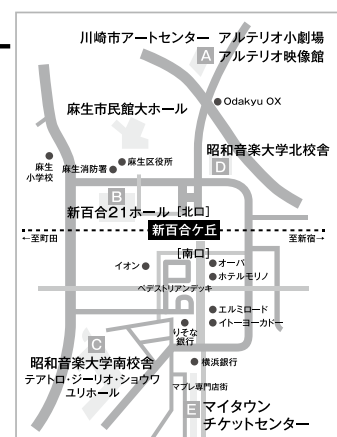 川崎市アートセンター アルテリオ小劇場
A アルテリオ映像館
Odakyu OX
麻生市民館大ホール
昭和音楽大学北校舎
D
麻生区役所
麻生消防署
麻生
小学校
B
新百合21ホール
[北口]
新百合ケ丘
←至町田
至新宿→
[南口]
イオン
オーパ
ホテルモリノ
ペデストリアンデッキ
エルミロード
イトーヨーカドー
りそな
銀行
C
昭和音楽大学南校舎
テアトロ・ジーリオ・ショウワ
ユリホール
横浜銀行
マプレ専門店街
E マイタウン
チケットセンター